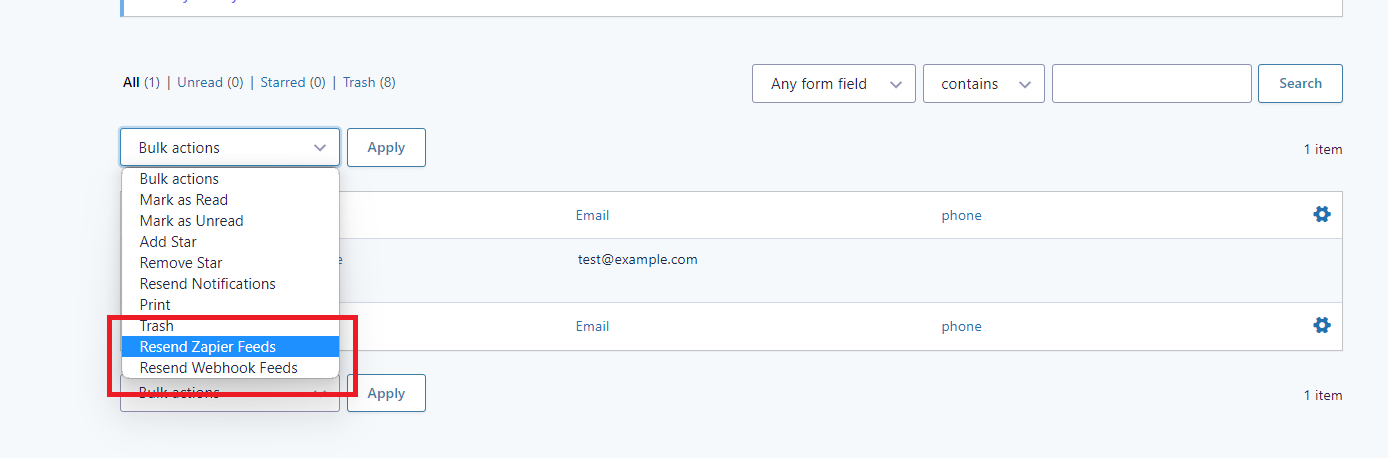 All (1) | Unread (0) | Starred (0) | Trash (8)
Any form field contains Search
Bulk actions Apply
1 item
Bulk actions
Mark as Read
Mark as Unread
Add Star
Remove Star
Resend Notifications
Print
Trash
Resend Zapier Feeds
Resend Webhook Feeds
Email phone
test@example.com
Email phone
Bulk actions Apply
1 item